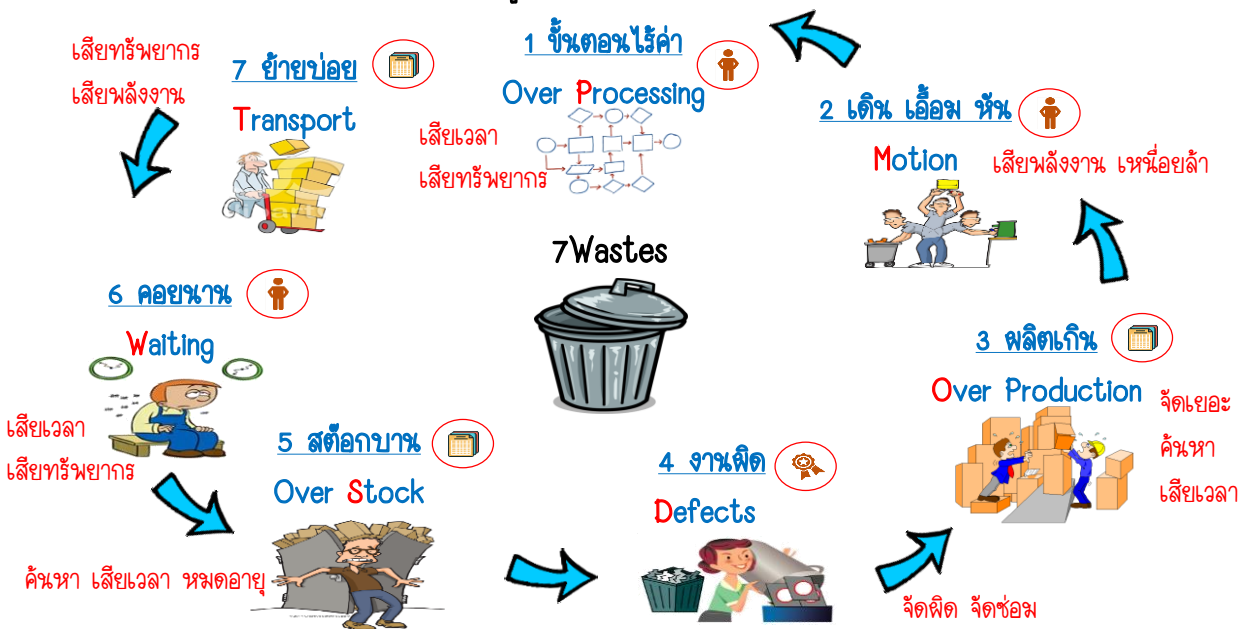 1 ขั้นตอนไร้ค่า
Over Processing
เสียเวลา
เสียทรัพยากร
2 เดิน เอื้อม หัน
Motion
เสียพลังงาน เหนื่อยล้า
3 ผลิตเกิน
Over Production
จัดเยอะ
ค้นหา
เสียเวลา
4 งานผิด
Defects
จัดผิด จัดซ่อม
5 สต๊อกบาน
Over Stock
ค้นหา เสียเวลา หมดอายุ
6 คอยนาน
Waiting
เสียเวลา
เสียทรัพยากร
7 ย้ายบ่อย
Transport
เสียทรัพยากร
เสียพลังงาน
7Wastes